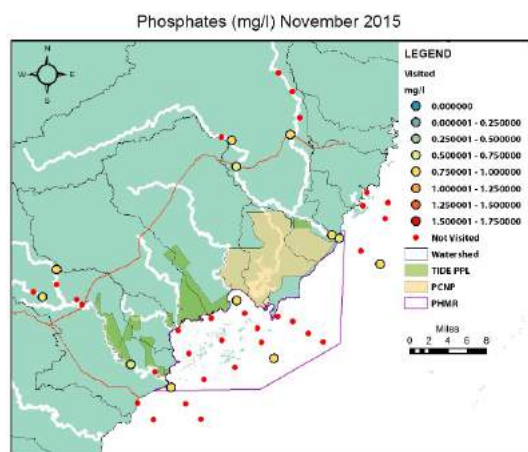 Phosphates (mg/l) November 2015
N
W E
S
LEGEND
Visited
mg/l
0.000000
0.000001 - 0.250000
0.250001 - 0.500000
0.500001 - 0.750000
0.750001 - 1.000000
1.000001 - 1.250000
1.250001 - 1.500000
1.500001 - 1.750000
Not Visited
Watershed
TIDE PPL
PCNP
PHMR
Miles
0 1 2 4 6 8